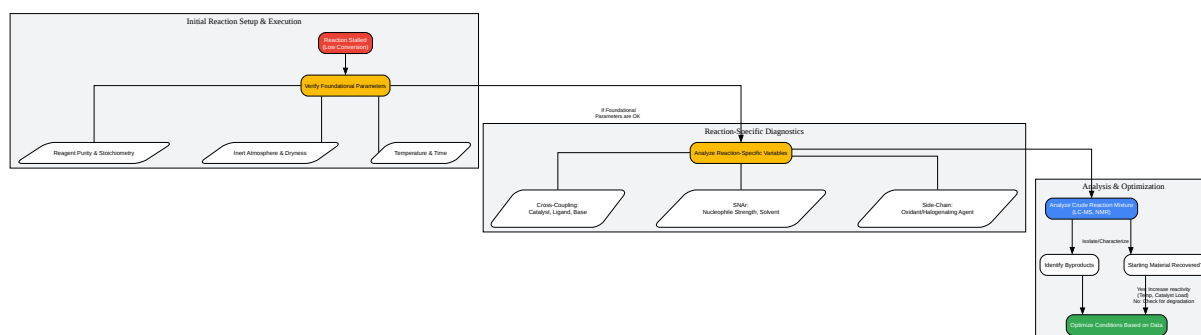 Initial Reaction Setup & Execution
Reaction Stalled
(Low Conversion)
Verify Foundational Parameters
Reagent Purity & Stoichiometry
Inert Atmosphere & Dryness
Temperature & Time
If Foundational
Parameters are OK
Reaction-Specific Diagnostics
Analyze Reaction-Specific Variables
Cross-Coupling:
Catalyst, Ligand, Base
SNAr:
Nucleophile Strength, Solvent
Side-Chain:
Oxidant/Halogenating Agent
Analysis & Optimization
Analyze Crude Reaction Mixture
(LC-MS, NMR)
Isolate/Characterize
Identify Byproducts
Starting Material Recovered?
Yes: Increase reactivity
(Temp, Catalyst Load)
No: Check for degradation
Optimize Conditions Based on Data